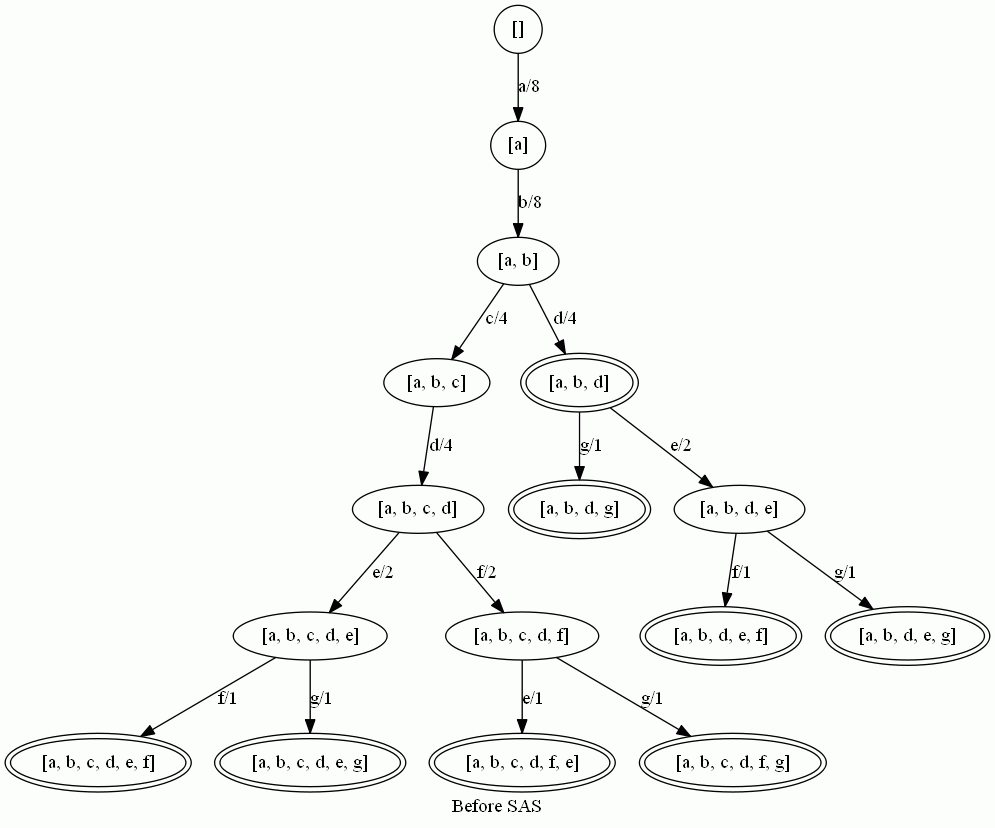 []
a/8
[a]
b/8
[a, b]
c/4
d/4
[a, b, c]
[a, b, d]
d/4
g/1
e/2
[a, b, c, d]
[a, b, d, g]
[a, b, d, e]
e/2
f/2
f/1
g/1
[a, b, c, d, e]
[a, b, c, d, f]
[a, b, d, e, f]
[a, b, d, e, g]
f/1
g/1
e/1
g/1
[a, b, c, d, e, f]
[a, b, c, d, e, g]
[a, b, c, d, f, e]
[a, b, c, d, f, g]
Before SAS